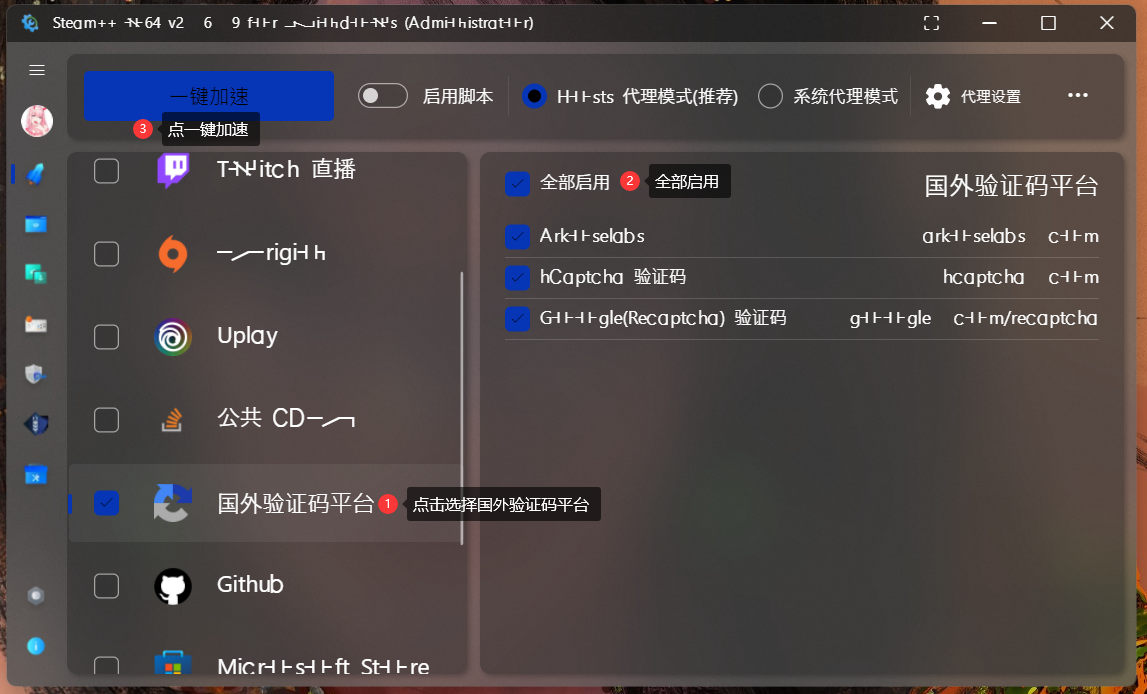 Steam++ x64 v2 6 9 for Windows (Administrator)
一键加速
启用脚本
Hosts 代理模式(推荐)
系统代理模式
代理设置
3 点一键加速
Twitch 直播
Origin
Uplay
公共 CDN
国外验证码平台
1 点击选择国外验证码平台
Github
Microsoft Store
全部启用
2 全部启用
国外验证码平台
Arkoselabs arkoselabs com
hCaptcha 验证码 hcaptcha com
Google(Recaptcha) 验证码 google com/recaptcha